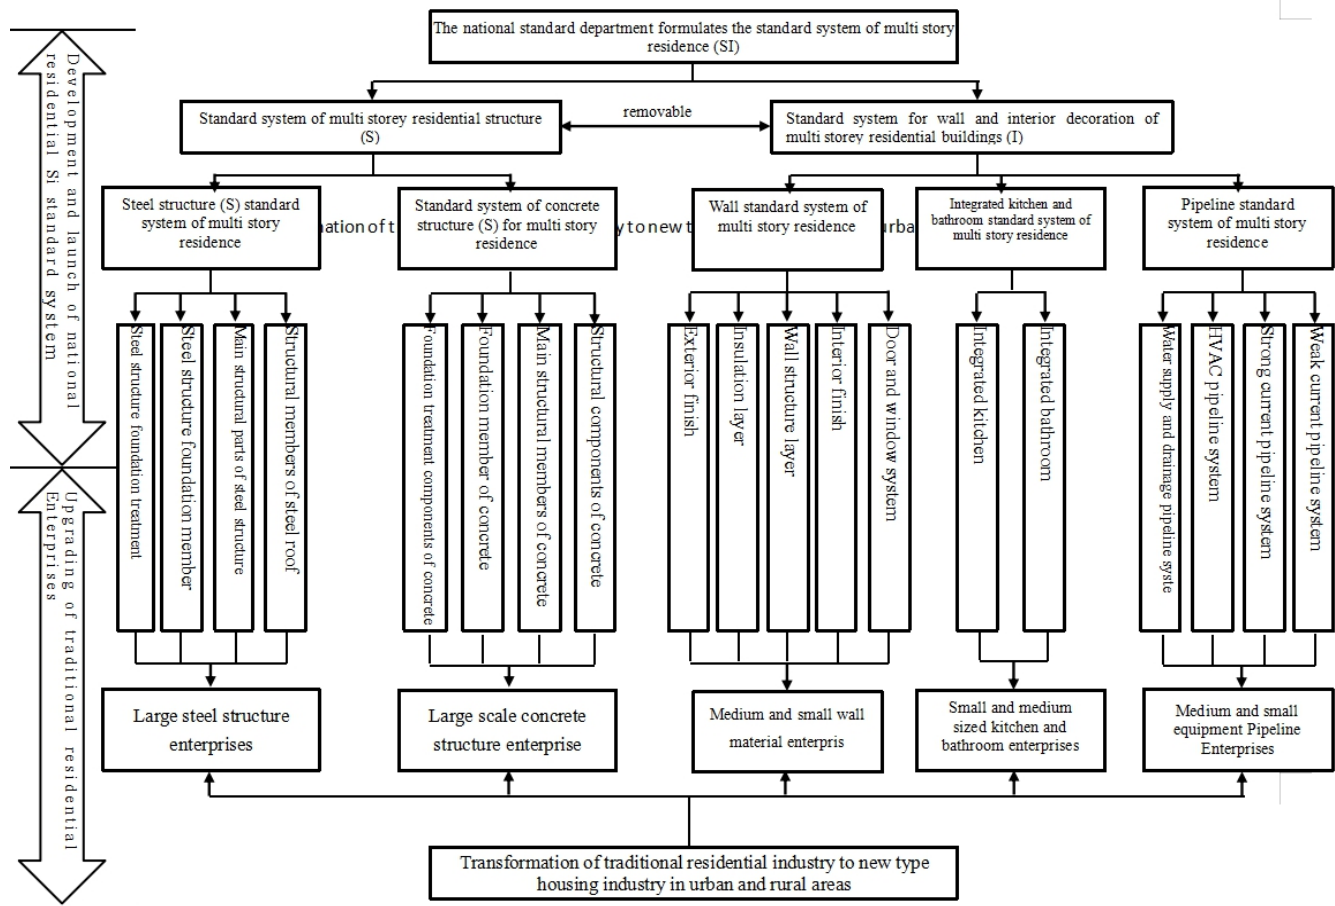 The national standard department formulates the standard system of multi story
residence (SI)
Standard system of multi storey residential structure
(S)
removable
Standard system for wall and interior decoration of
multi storey residential buildings (I)
Development and launch of national
residential Si standard system
Steel structure (S) standard
system of multi story
residence
Standard system of concrete
structure (S) for multi story
residence
Wall standard system of
multi story residence
Integrated kitchen and
bathroom standard system of
multi story residence
Pipeline standard
system of multi story
residence
nation of t
y to new t
urba
Steel structure foundation treatment
Steel structure foundation member
Main structural parts of steel structure
Structural members of steel roof
Foundation treatment components of concrete
Foundation member of concrete
Main structural members of concrete
Structural components of concrete
Exterior finish
Insulation layer
Wall structure layer
Interior finish
Door and window system
Integrated kitchen
Integrated bathroom
Water supply and drainage pipeline syste
HVAC pipeline system
Strong current pipeline system
Weak current pipeline system
Upgrading of traditional residential
Enterprises
Large steel structure
enterprises
Large scale concrete
structure enterprise
Medium and small wall
material enterpris
Small and medium
sized kitchen and
bathroom enterprises
Medium and small
equipment Pipeline
Enterprises
Transformation of traditional residential industry to new type
housing industry in urban and rural areas